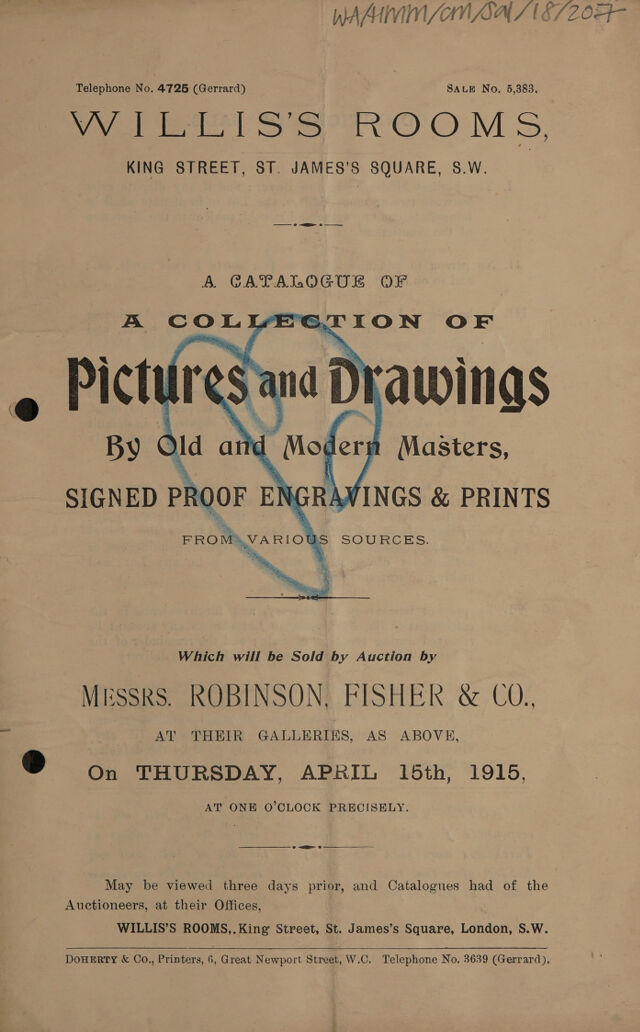 WA/HMM/CM/Sal/18/207
Telephone No. 4725 (Gerrard)
SALE No. 5,383.
WILLIS'S ROOMS,
KING STREET, ST. JAMES'S SQUARE, S.W.
A CATALOGUE OF
A COLLECTION OF
Pictures and Drawings
By Old and Modern Masters,
SIGNED PROOF ENGRAVINGS & PRINTS
FROM VARIOUS SOURCES.
Which will be Sold by Auction by
MESSRS. ROBINSON, FISHER & CO.,
AT THEIR GALLERIES, AS ABOVE,
On THURSDAY, APRIL 15th, 1915,
AT ONE O'CLOCK PRECISELY.
May be viewed three days prior, and Catalogues had of the
Auctioneers, at their Offices,
WILLIS'S ROOMS, King Street, St. James's Square, London, S.W.
DOHERTY & Co., Printers, 6, Great Newport Street, W.C. Telephone No. 3639 (Gerrard).